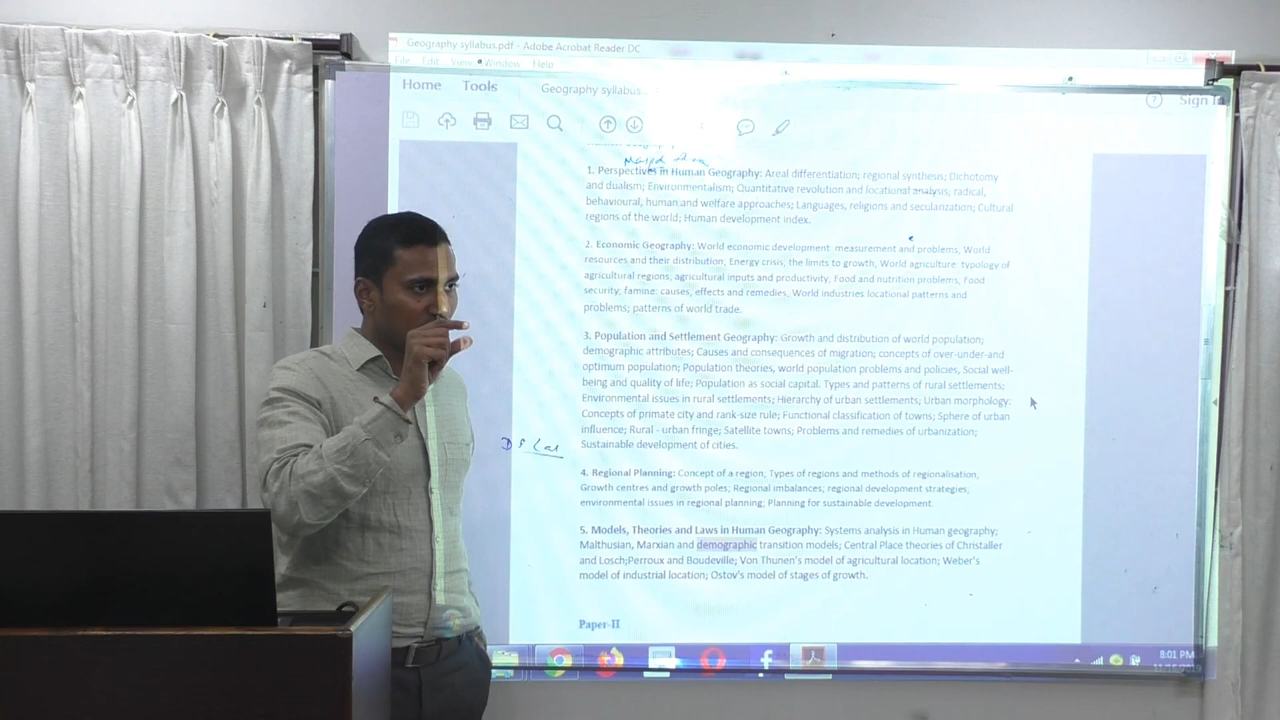 Geography syllabus.pdf - Adobe Acrobat Reader DC
File Edit View Window Help
Home Tools Geography syllabus...
Sign In
1. Perspectives in Human Geography: Areal differentiation; regional synthesis; Dichotomy
and dualism; Environmentalism; Quantitative revolution and locational analysis; radical,
behavioural, human and welfare approaches; Languages, religions and secularization; Cultural
regions of the world; Human development index.
2. Economic Geography: World economic development: measurement and problems, World
resources and their distribution; Energy crisis, the limits to growth, World agriculture: typology of
agricultural regions, agricultural inputs and productivity, Food and nutrition problems, Food
security, famine: causes, effects and remedies, World industries locational patterns and
problems; patterns of world trade.
3. Population and Settlement Geography: Growth and distribution of world population;
demographic attributes; Causes and consequences of migration; concepts of over-under-and
optimum population; Population theories, world population problems and policies, Social well-
being and quality of life; Population as social capital. Types and patterns of rural settlements;
Environmental issues in rural settlements; Hierarchy of urban settlements; Urban morphology:
Concepts of primate city and rank-size rule; Functional classification of towns; Sphere of urban
influence; Rural - urban fringe; Satellite towns; Problems and remedies of urbanization;
Sustainable development of cities.
4. Regional Planning: Concept of a region; Types of regions and methods of regionalisation,
Growth centres and growth poles; Regional imbalances; regional development strategies,
environmental issues in regional planning; Planning for sustainable development.
5. Models, Theories and Laws in Human Geography: Systems analysis in Human geography;
Malthusian, Marxian and demographic transition models; Central Place theories of Christaller
and Losch;Perroux and Boudeville; Von Thunen's model of agricultural location; Weber's
model of industrial location; Ostov's model of stages of growth.
Paper-II
8:01 PM